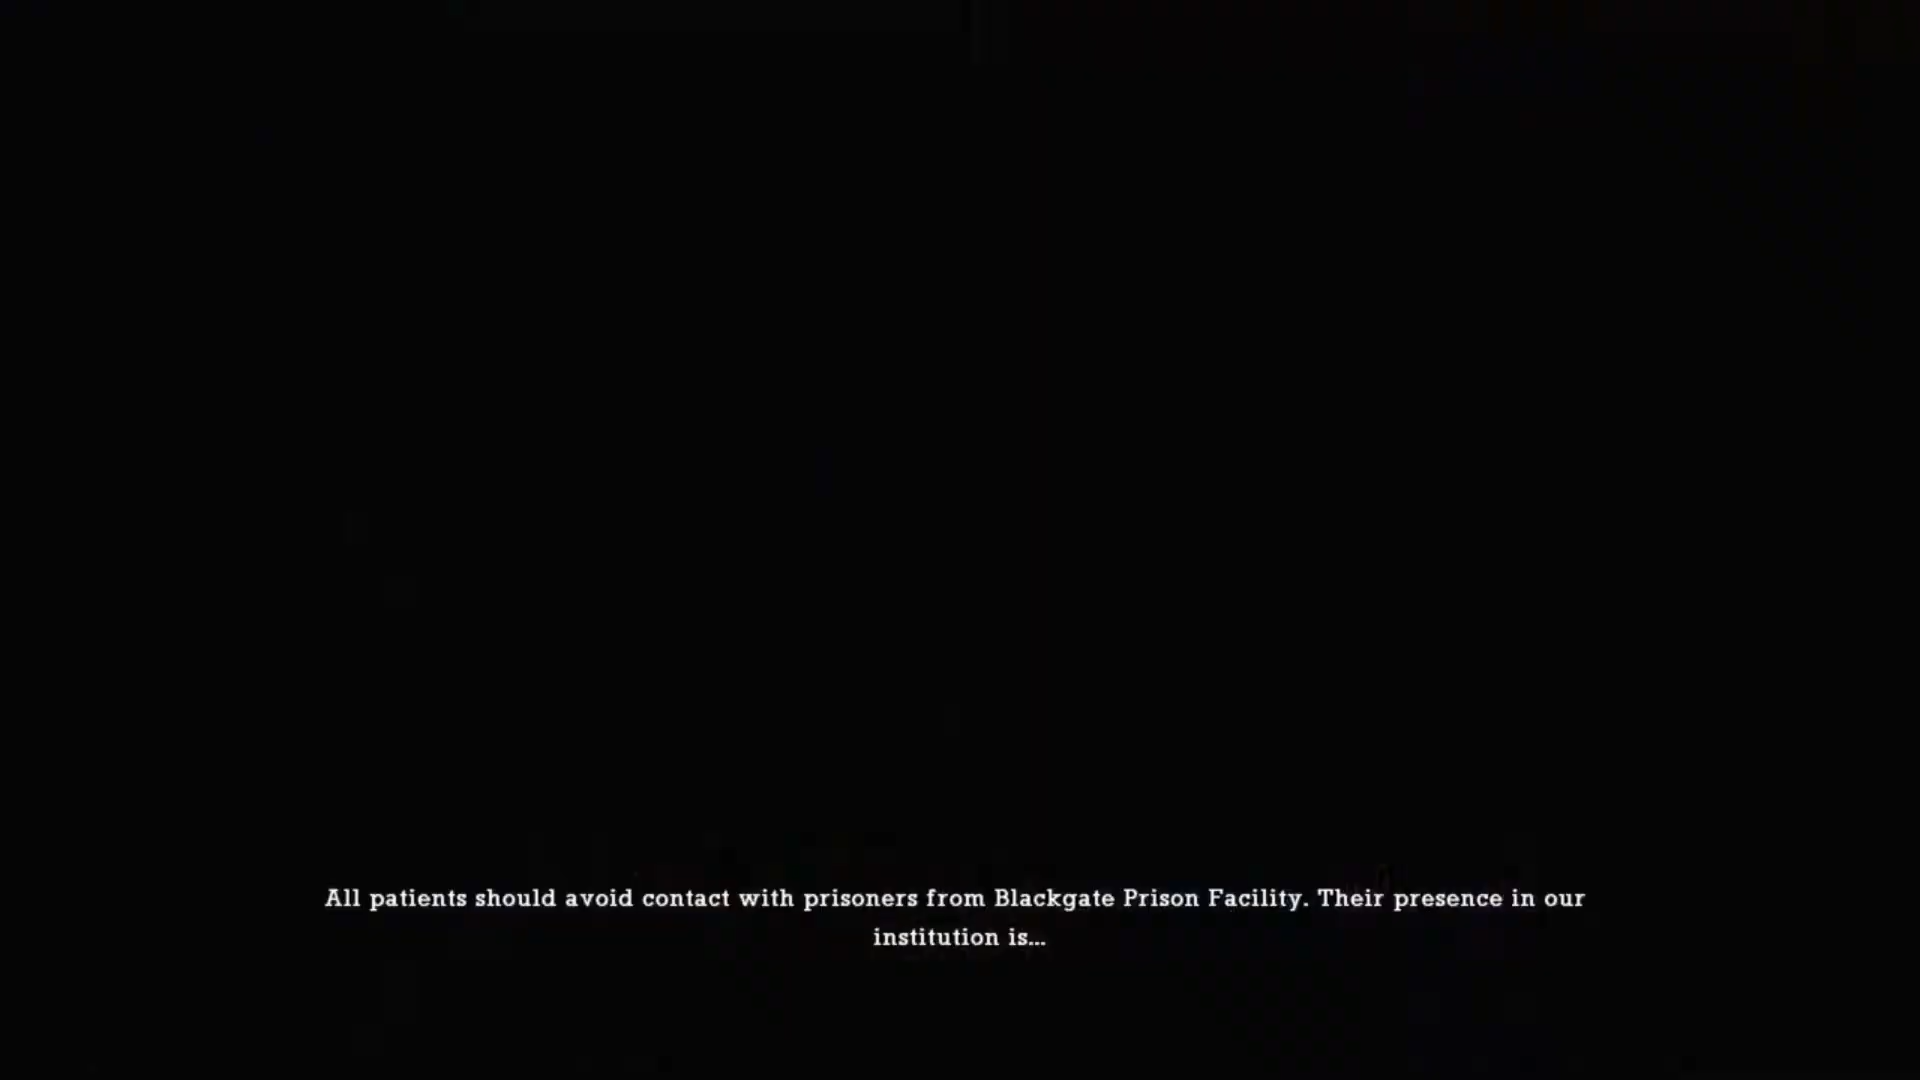 All patients should avoid contact with prisoners from Blackgate Prison Facility. Their presence in our
institution is...